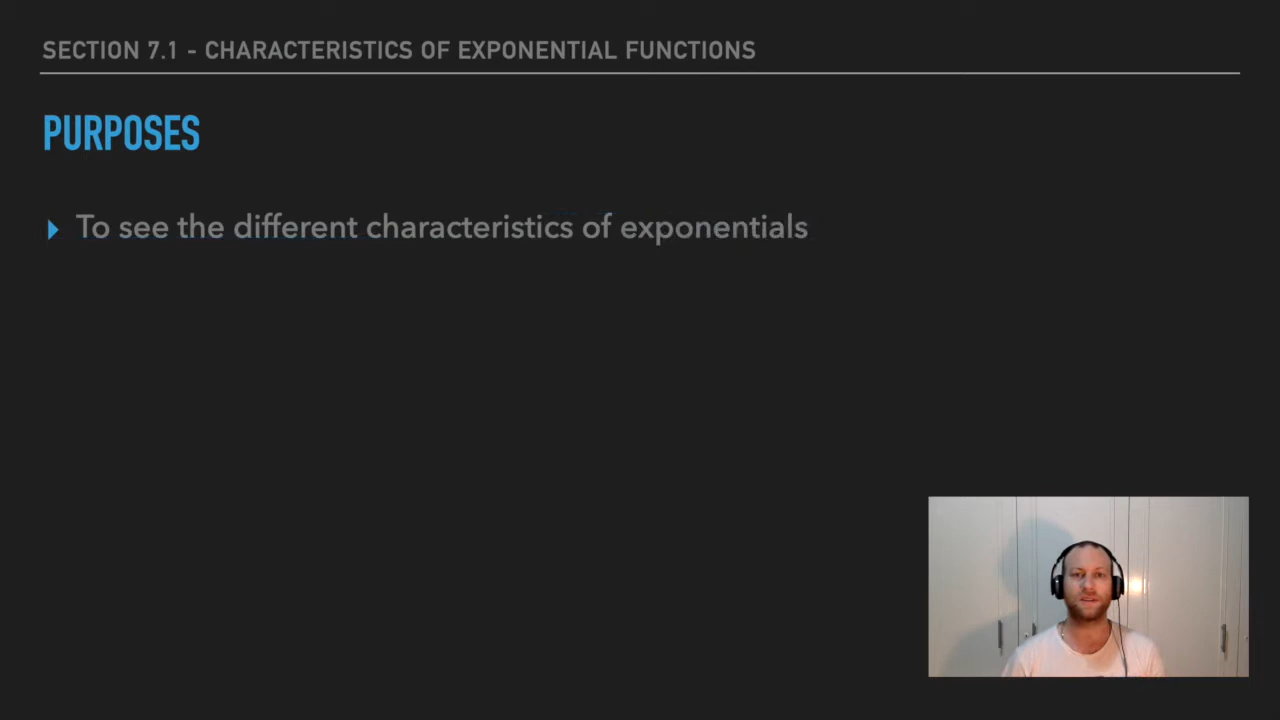 SECTION 7.1 - CHARACTERISTICS OF EXPONENTIAL FUNCTIONS
PURPOSES
To see the different characteristics of exponentials